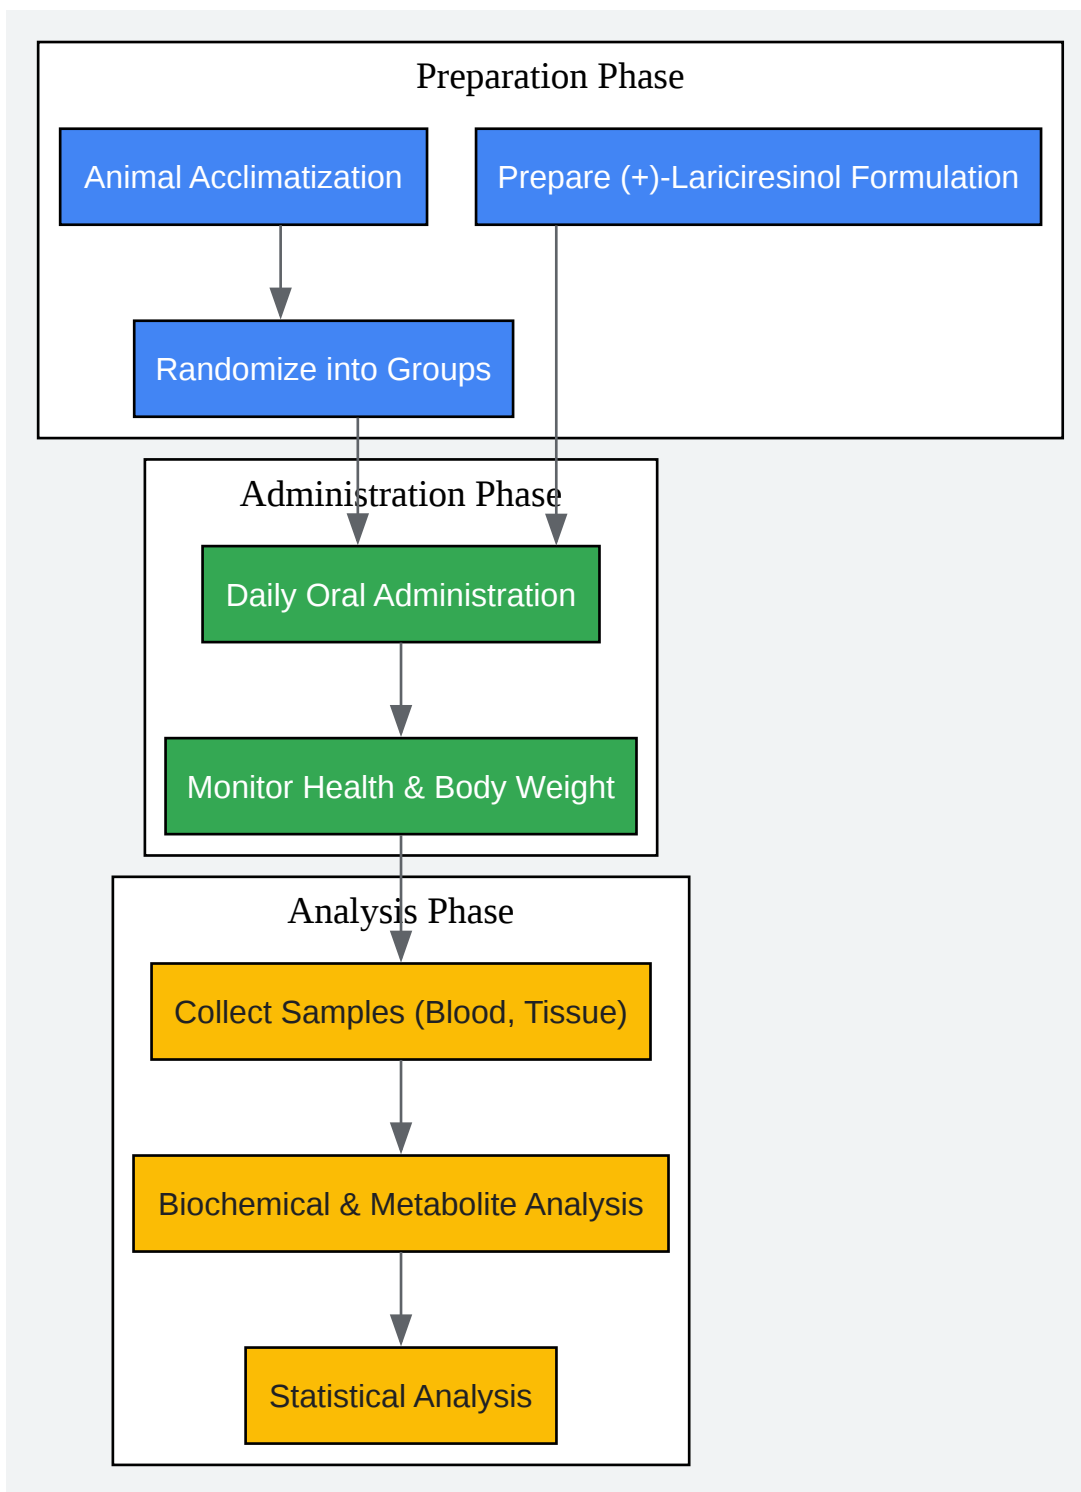 Preparation Phase
Animal Acclimatization
Prepare (+)-Lariciresinol Formulation
Randomize into Groups
Administration Phase
Daily Oral Administration
Monitor Health & Body Weight
Analysis Phase
Collect Samples (Blood, Tissue)
Biochemical & Metabolite Analysis
Statistical Analysis